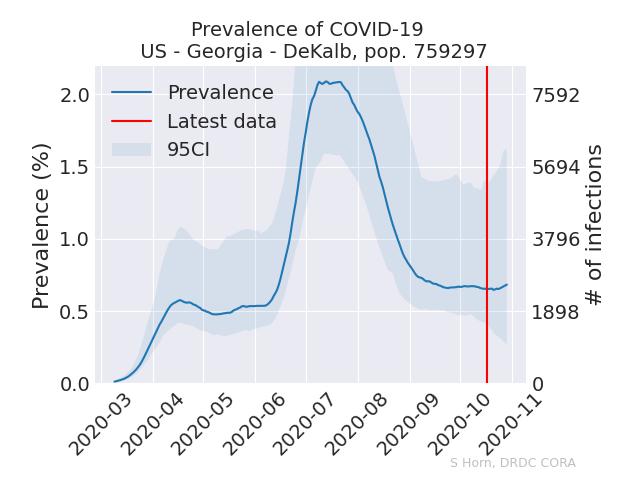 Prevalence of COVID-19
US - Georgia - DeKalb, pop. 759297
Prevalence
Latest data
95CI
Prevalence (%)
2.0
1.5
1.0
0.5
0.0
7592
5694
3796
1898
0
# of infections
2020-03
2020-04
2020-05
2020-06
2020-07
2020-08
2020-09
2020-10
2020-11
S Horn, DRDC CORA